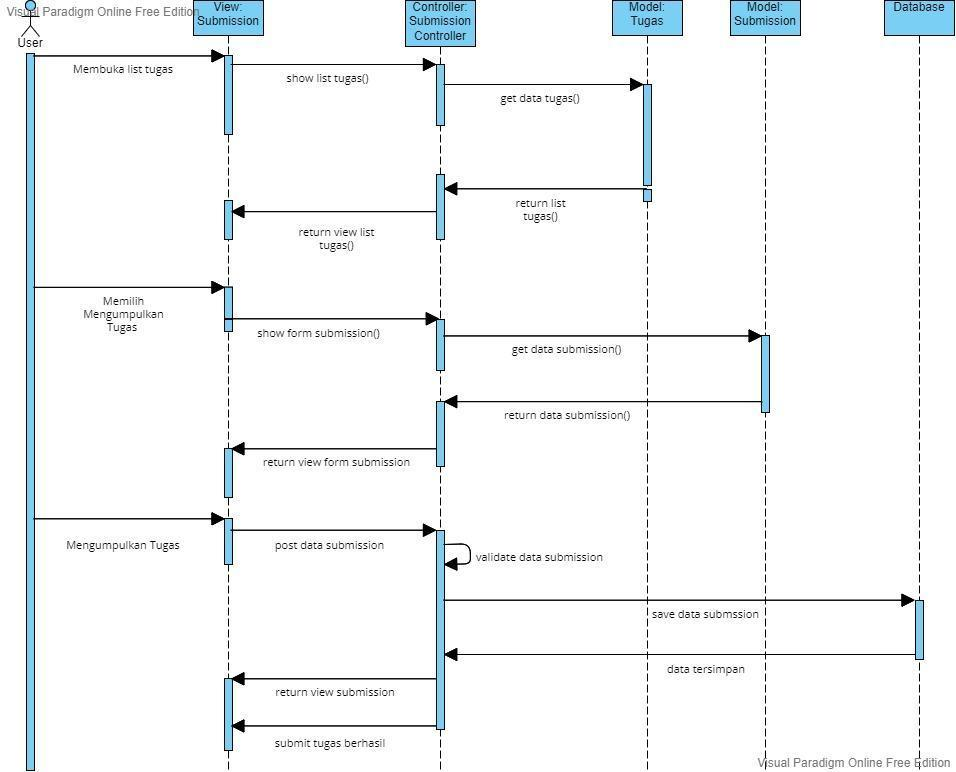 Visual Paradigm Online Free Edition
User
View:
Submission
Controller:
Submission
Controller
Model:
Tugas
Model:
Submission
Database
Membuka list tugas
show list tugas()
get data tugas()
return list
tugas()
return view list
tugas()
Memilih
Mengumpulkan
Tugas
show form submission()
get data submission()
return data submission()
return view form submission
Mengumpulkan Tugas
post data submission
validate data submission
save data submssion
data tersimpan
return view submission
submit tugas berhasil
Visual Paradigm Online Free Edition